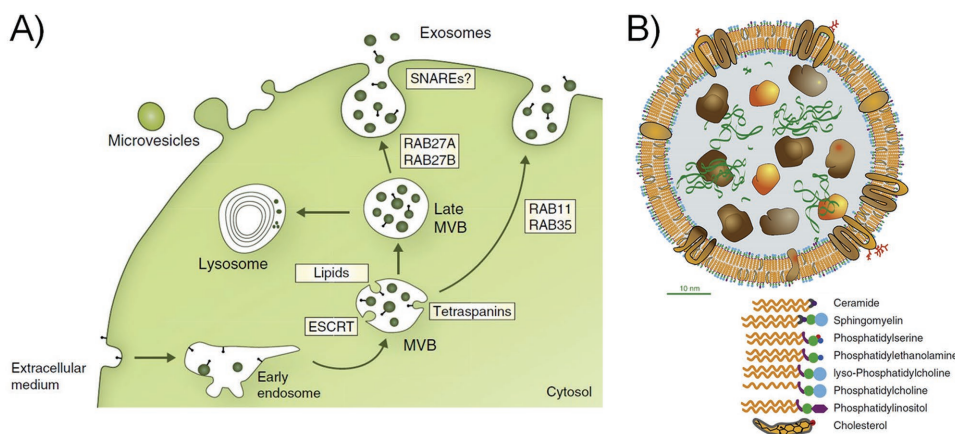 A)
Exosomes
SNAREs?
Microvesicles
RAB27A
RAB27B
Late
MVB
RAB11
RAB35
Lysosome
Lipids
Tetraspanins
ESCRT
MVB
Extracellular
medium
Early
endosome
Cytosol
B)
10 nm
Ceramide
Sphingomyelin
Phosphatidylserine
Phosphatidylethanolamine
lyso-Phosphatidylcholine
Phosphatidylcholine
Phosphatidylinositol
Cholesterol